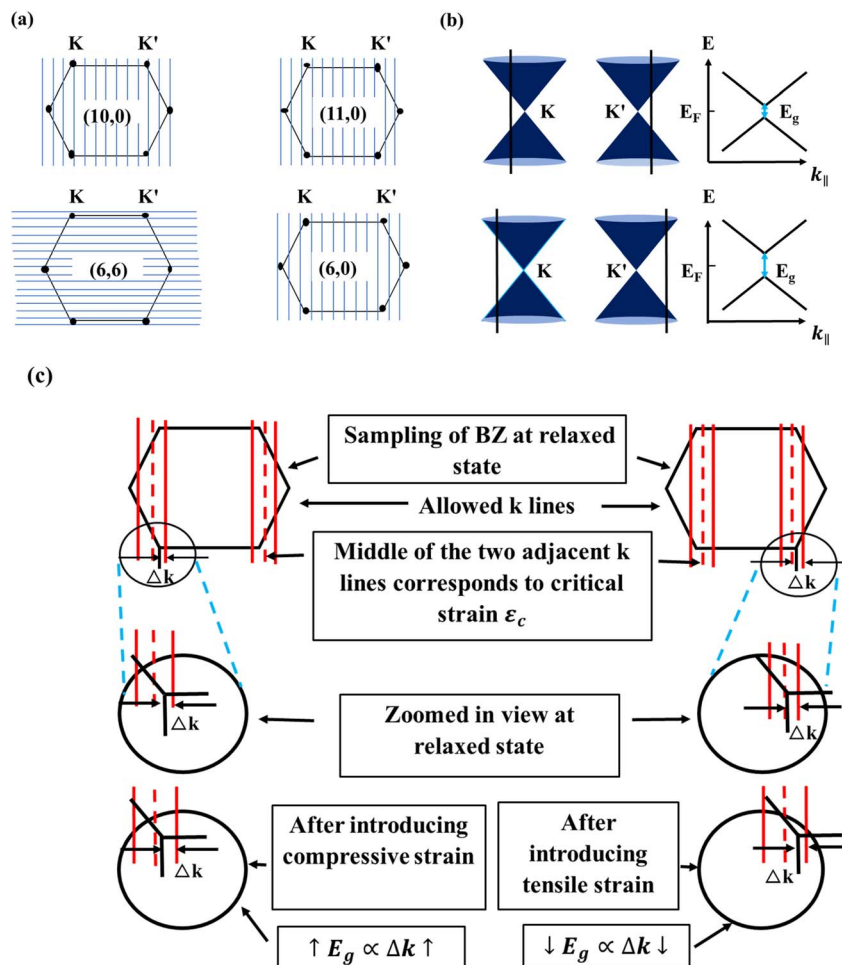 (a)
K K'
(10,0)
K K'
(11,0)
K K'
(6,6)
K K'
(6,0)
(b)
K
K'
E
E_F
E_g
k_∥
K
K'
E
E_F
E_g
k_∥
(c)
Sampling of BZ at relaxed
state
Allowed k lines
Middle of the two adjacent k
lines corresponds to critical
strain ε_c
△k
△k
Zoomed in view at
relaxed state
△k
△k
After introducing
compressive strain
After
introducing
tensile strain
△k
△k
↑ E_g ∝ Δk ↑
↓ E_g ∝ Δk ↓